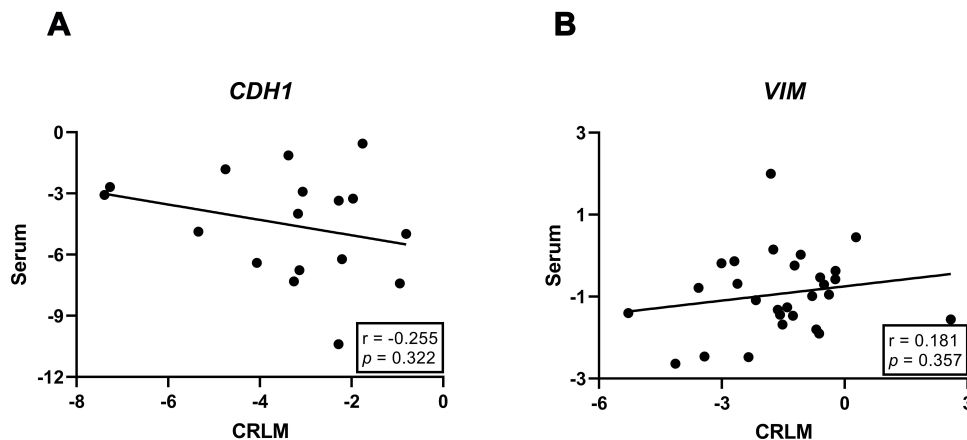 A
CDH1
0
-3
-6
-9
-12
Serum
-8
-6
-4
-2
0
CRLM
r = -0.255
p = 0.322
B
VIM
3
1
-1
-3
Serum
-6
-3
0
3
CRLM
r = 0.181
p = 0.357